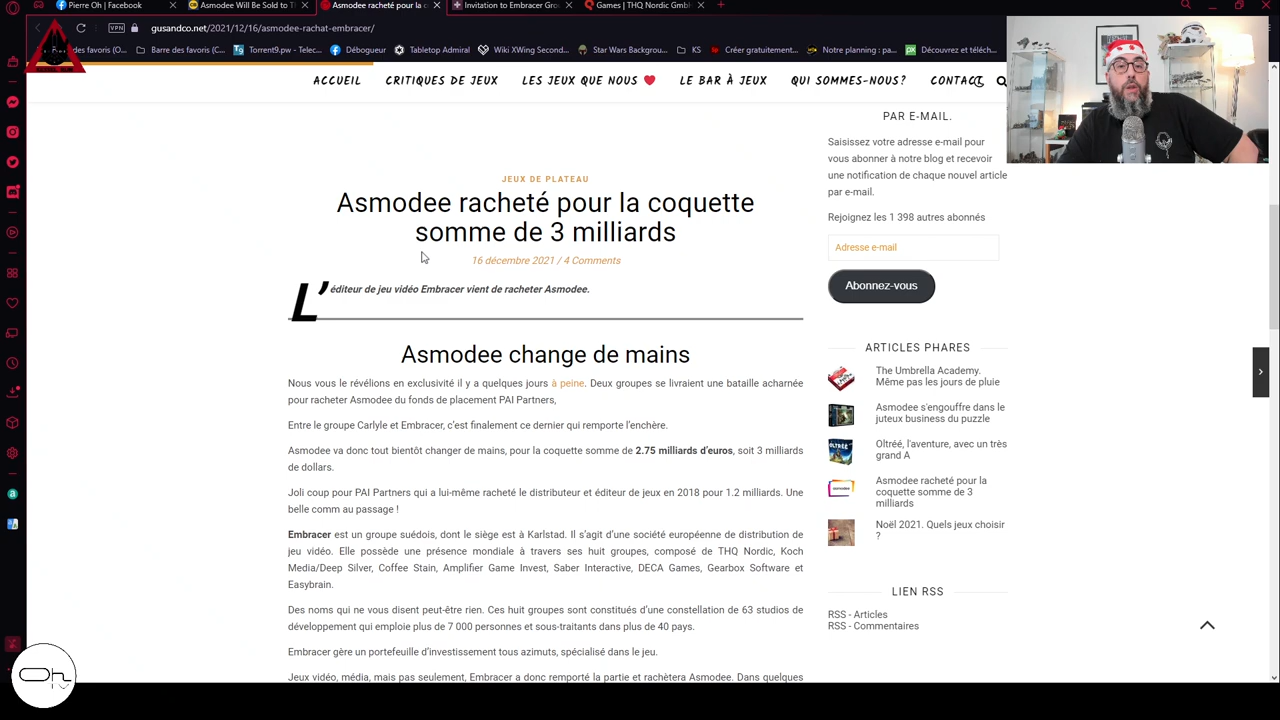 Pierre Oh | Facebook
Asmodee Will Be Sold to T
Asmodee racheté pour la c
Invitation to Embracer Gro
Games | THQ Nordic Gmb
VPN
gusandco.net/2021/12/16/asmodee-rachat-embracer/
des favoris (O...
Barre des favoris (O...
Torrent9.pw - Telec...
Débogueur
Tabletop Admiral
Wiki XWing Second...
Star Wars Backgrou...
KS
Créer gratuitement...
Notre planning : pa...
Découvrez et téléch...
ACCUEIL
CRITIQUES DE JEUX
LES JEUX QUE NOUS
LE BAR À JEUX
QUI SOMMES-NOUS?
CONTACT
JEUX DE PLATEAU
Asmodee racheté pour la coquette
somme de 3 milliards
16 décembre 2021 / 4 Comments
L'éditeur de jeu vidéo Embracer vient de racheter Asmodee.
Asmodee change de mains
Nous vous le révélions en exclusivité il y a quelques jours à peine. Deux groupes se livraient une bataille acharnée
pour racheter Asmodee du fonds de placement PAI Partners,
Entre le groupe Carlyle et Embracer, c'est finalement ce dernier qui remporte l'enchère.
Asmodee va donc tout bientôt changer de mains, pour la coquette somme de 2.75 milliards d'euros, soit 3 milliards
de dollars.
Joli coup pour PAI Partners qui a lui-même racheté le distributeur et éditeur de jeux en 2018 pour 1.2 milliards. Une
belle comm au passage !
Embracer est un groupe suédois, dont le siège est à Karlstad. Il s'agit d'une société européenne de distribution de
jeu vidéo. Elle possède une présence mondiale à travers ses huit groupes, composé de THQ Nordic, Koch
Media/Deep Silver, Coffee Stain, Amplifier Game Invest, Saber Interactive, DECA Games, Gearbox Software et
Easybrain.
Des noms qui ne vous disent peut-être rien. Ces huit groupes sont constitués d'une constellation de 63 studios de
développement qui emploie plus de 7 000 personnes et sous-traitants dans plus de 40 pays.
Embracer gère un portefeuille d'investissement tous azimuts, spécialisé dans le jeu.
Jeux vidéo, média, mais pas seulement, Embracer a donc remporté la partie et rachètera Asmodee. Dans quelques
PAR E-MAIL.
Saisissez votre adresse e-mail pour
vous abonner à notre blog et recevoir
une notification de chaque nouvel article
par e-mail.
Rejoignez les 1 398 autres abonnés
Adresse e-mail
Abonnez-vous
ARTICLES PHARES
The Umbrella Academy.
Même pas les jours de pluie
Asmodee s'engouffre dans le
juteux business du puzzle
Oltréé, l'aventure, avec un très
grand A
Asmodee racheté pour la
coquette somme de 3
milliards
Noël 2021. Quels jeux choisir
?
LIEN RSS
RSS - Articles
RSS - Commentaires
Oh
TV